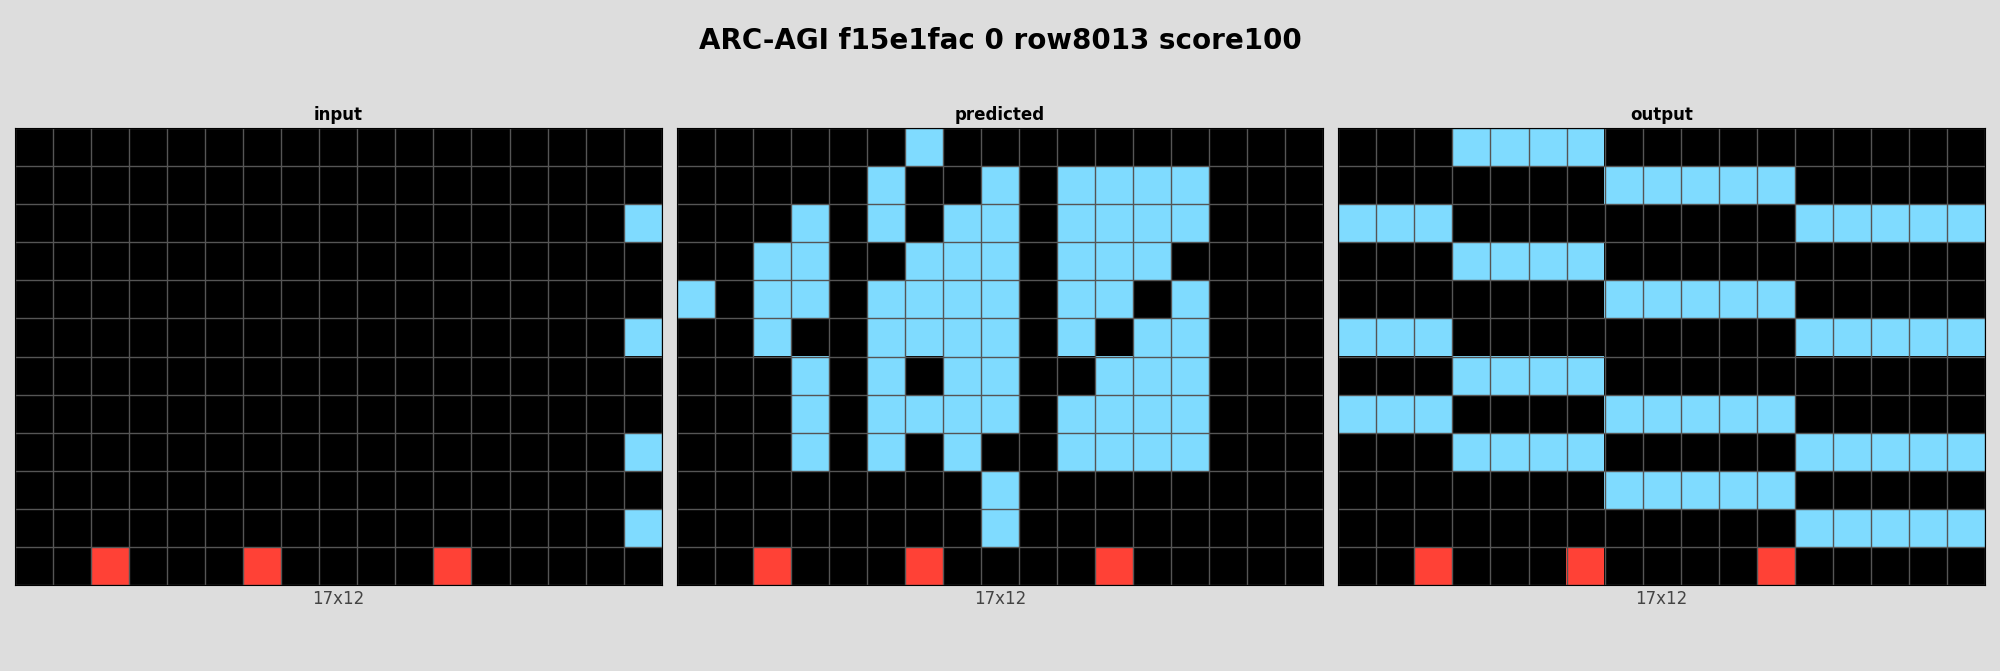 ARC-AGI f15e1fac 0 row8013 score100
input predicted output
17x12 17x12 17x12